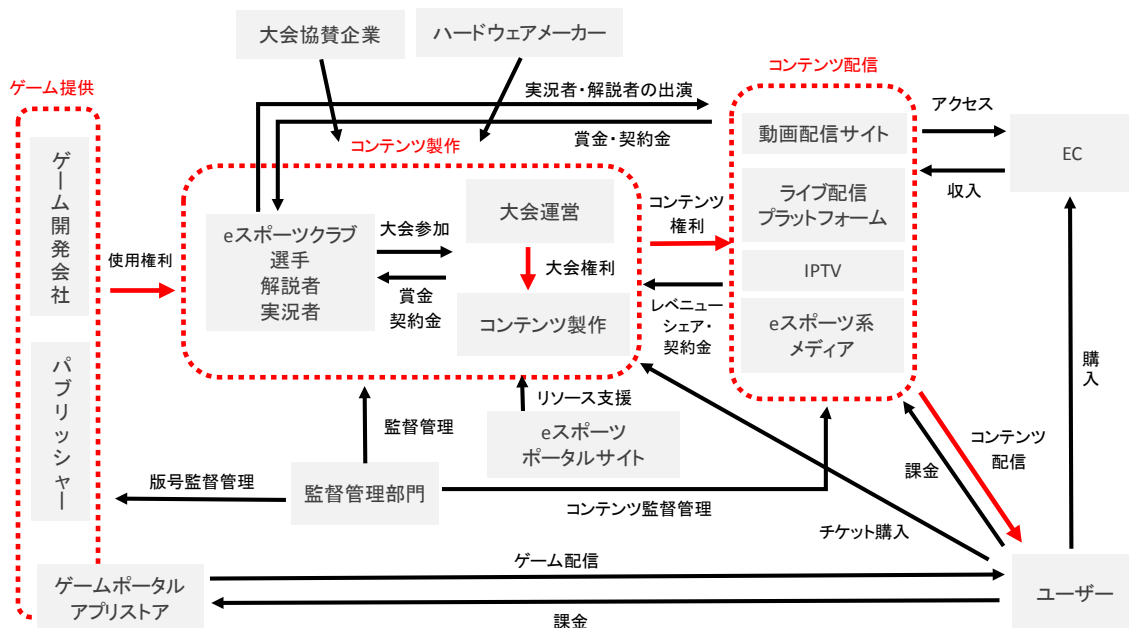 大会協賛企業
ハードウェアメーカー
ゲーム提供
コンテンツ配信
実況者・解説者の出演
賞金・契約金
コンテンツ製作
アクセス
収入
EC
ゲーム開発会社
使用権利
eスポーツクラブ
選手
解説者
実況者
大会参加
賞金
契約金
大会運営
大会権利
コンテンツ製作
コンテンツ
権利
レベニュー
シェア・
契約金
動画配信サイト
ライブ配信
プラットフォーム
IPTV
eスポーツ系
メディア
購入
パブリッシャー
監督管理
リソース支援
eスポーツ
ポータルサイト
版号監督管理
監督管理部門
コンテンツ監督管理
コンテンツ
配信
課金
チケット購入
ゲームポータル
アプリストア
ゲーム配信
課金
ユーザー